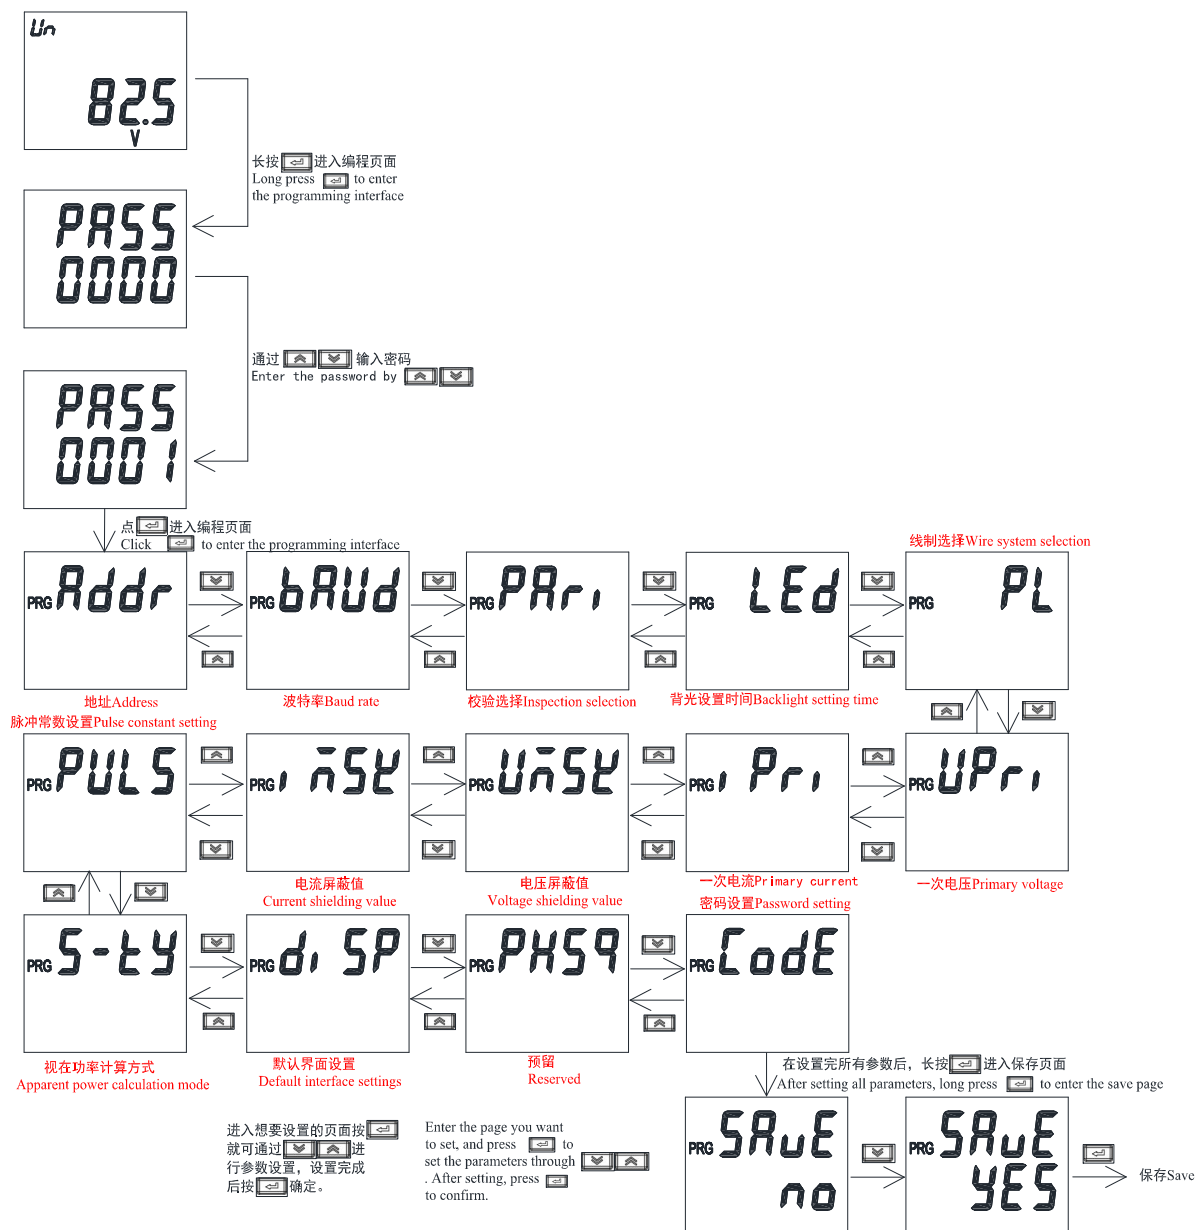 Un
82.5
V
长按 进入编程页面
Long press to enter
the programming interface
PASS
0000
通过 输入密码
Enter the password by
PASS
0001
点 进入编程页面
Click to enter the programming interface
线制选择Wire system selection
PRG Addr
PRG bAUd
PRG PAri
PRG LEd
PRG PL
地址Address
波特率Baud rate
校验选择Inspection selection
背光设置时间Backlight setting time
脉冲常数设置Pulse constant setting
PRG PULS
PRG i
PRG U
PRG i Pri
PRG UPri
电流屏蔽值
Current shielding value
电压屏蔽值
Voltage shielding value
一次电流Primary current
一次电压Primary voltage
密码设置Password setting
PRG S-ty
PRG di SP
PRG PHSq
PRG CodE
视在功率计算方式
Apparent power calculation mode
默认界面设置
Default interface settings
预留
Reserved
在设置完所有参数后，长按 进入保存页面
After setting all parameters, long press to enter the save page
进入想要设置的页面按
就可通过 进
行参数设置，设置完成
后按 确定。
Enter the page you want
to set, and press to
set the parameters through
. After setting, press
to confirm.
PRG SAvE
no
PRG SAvE
YES
保存Save